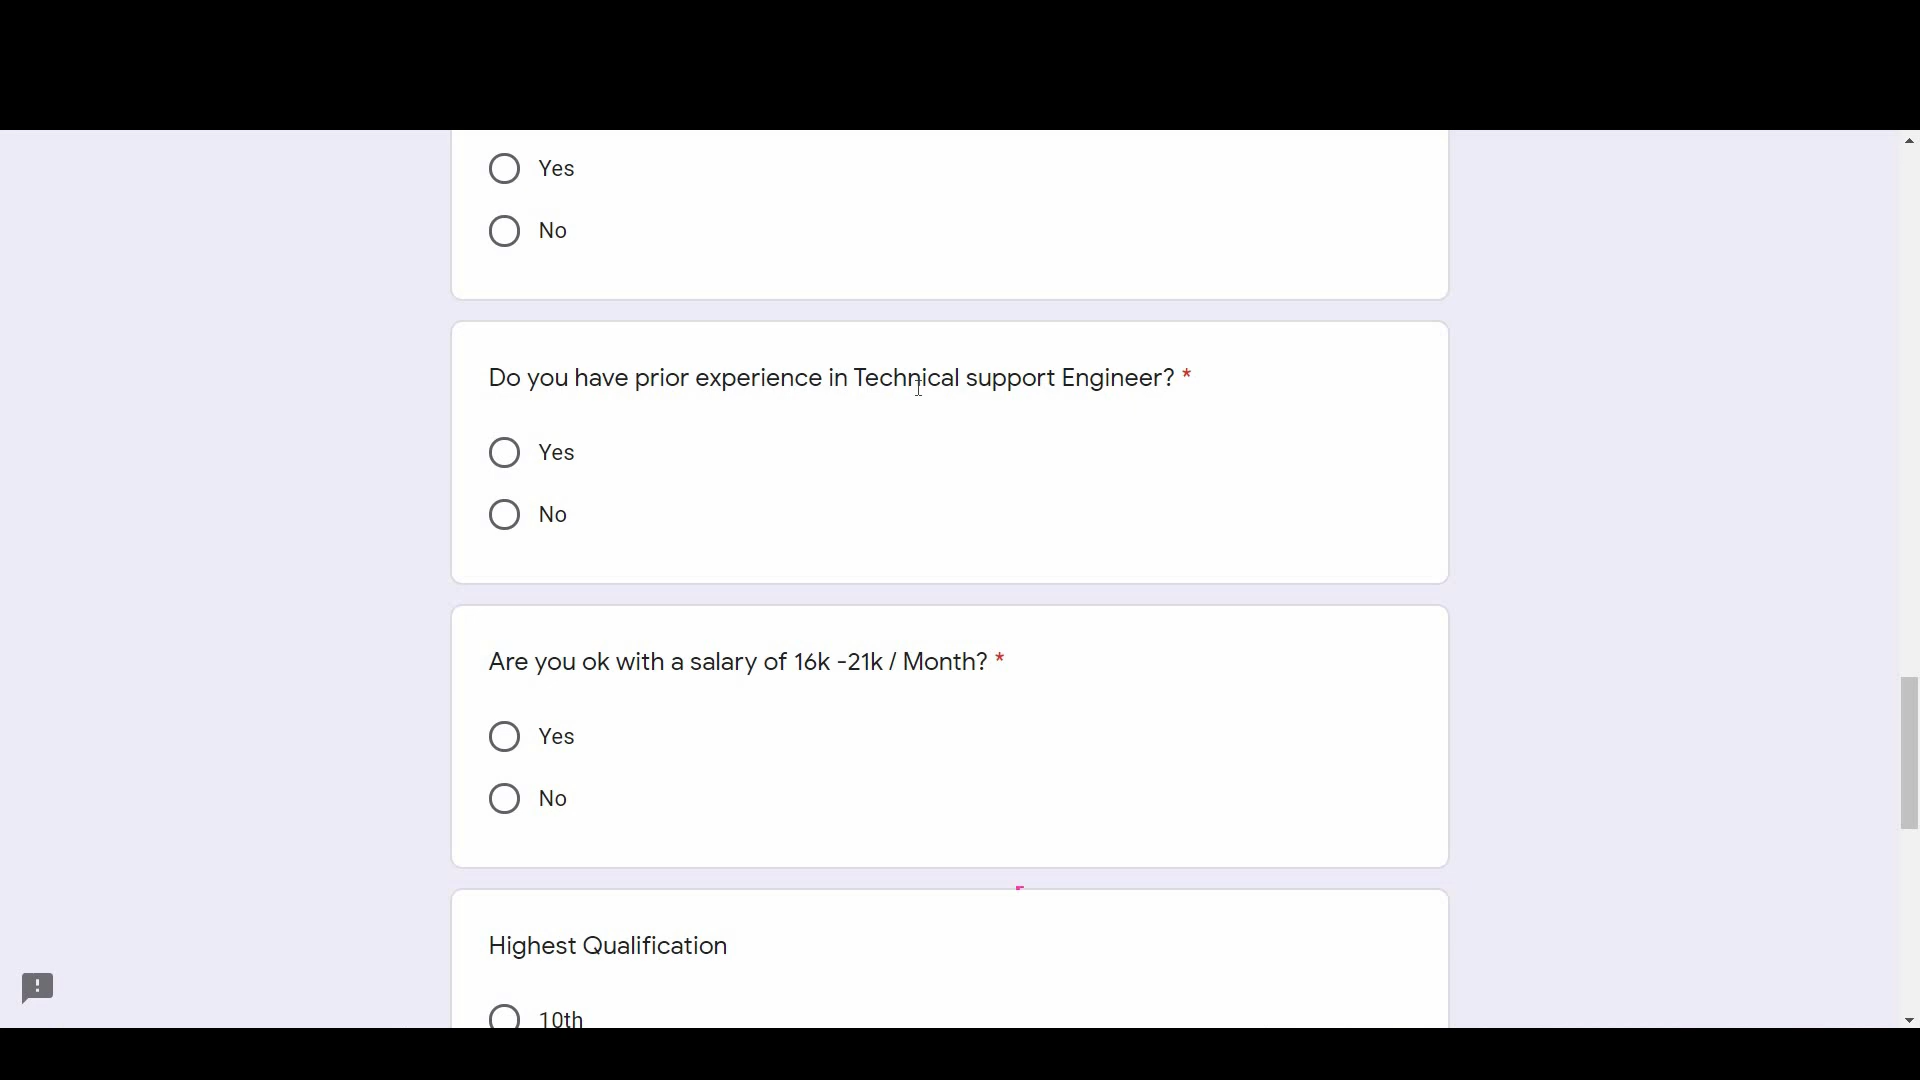 Yes
No
Do you have prior experience in Technical support Engineer? *
Yes
No
Are you ok with a salary of 16k -21k / Month? *
Yes
No
Highest Qualification
10th